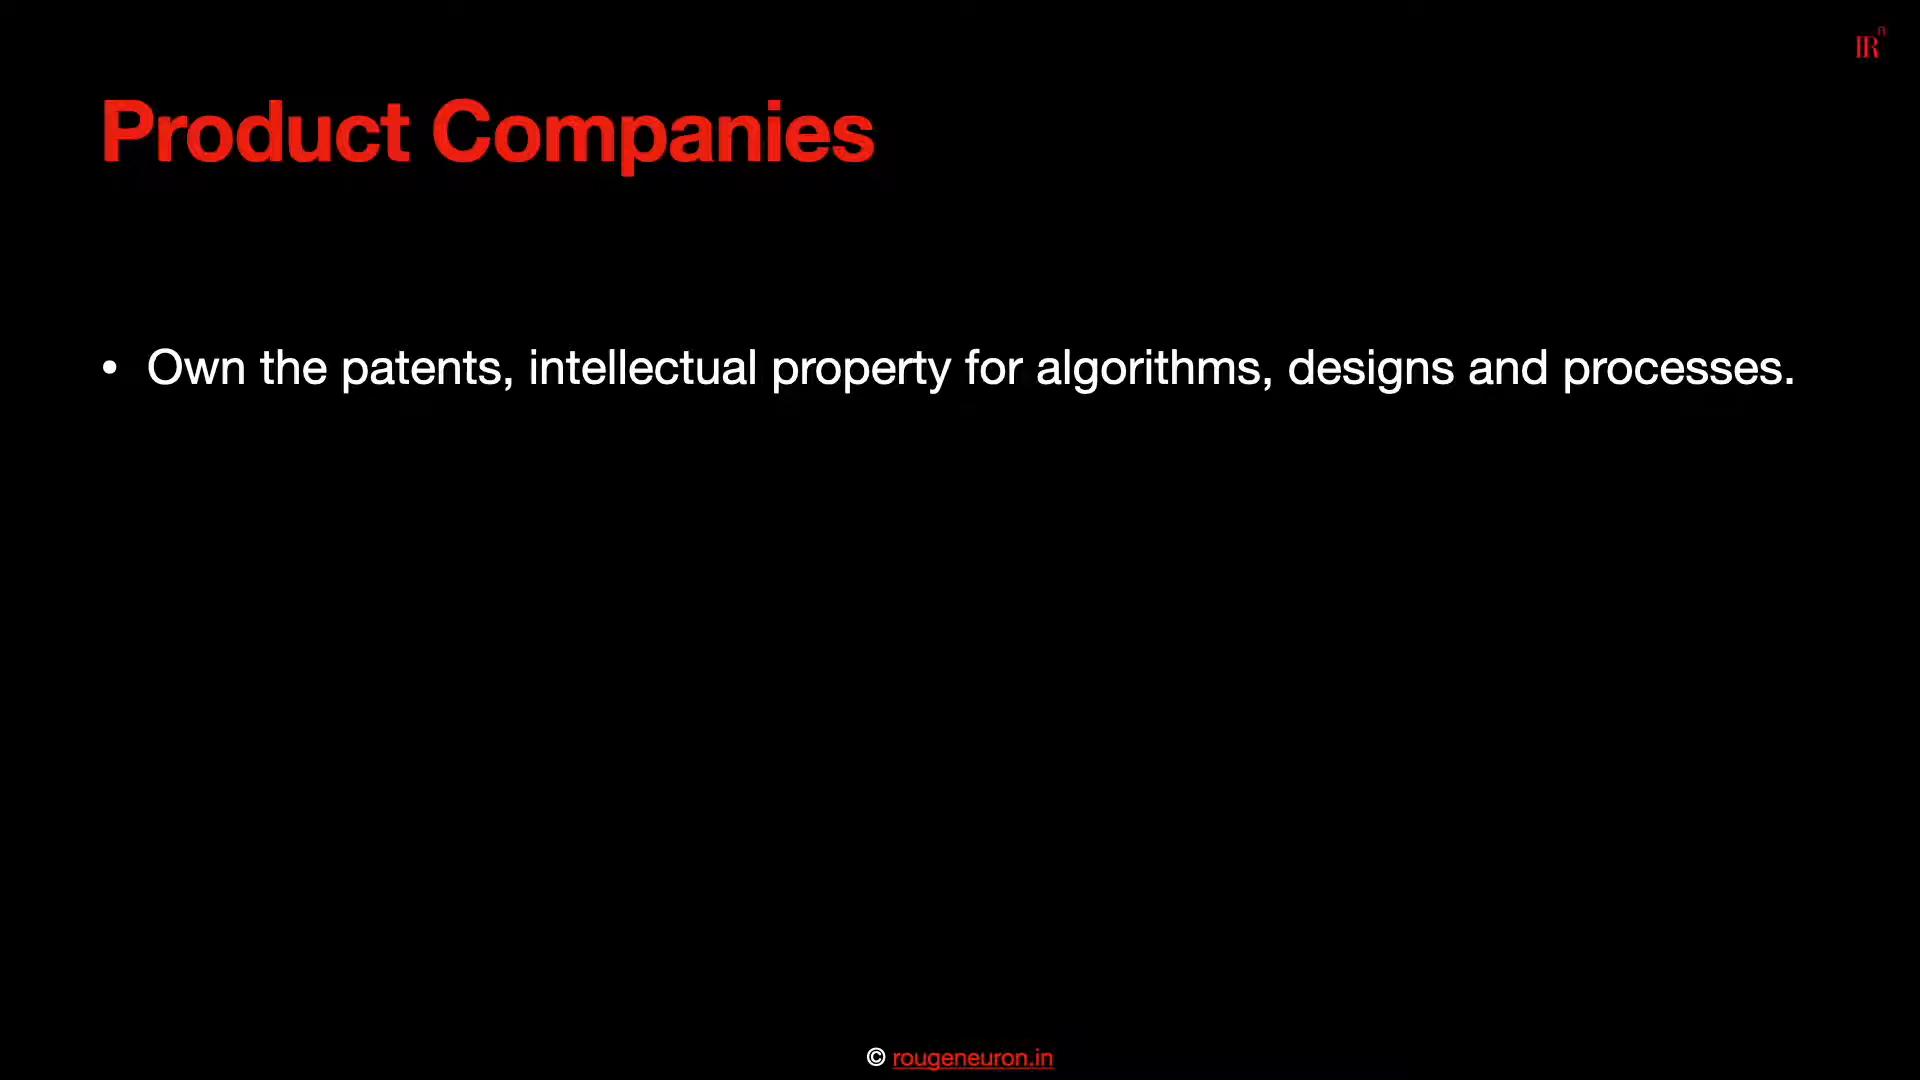 Product Companies
• Own the patents, intellectual property for algorithms, designs and processes.
© rougeneuron.in